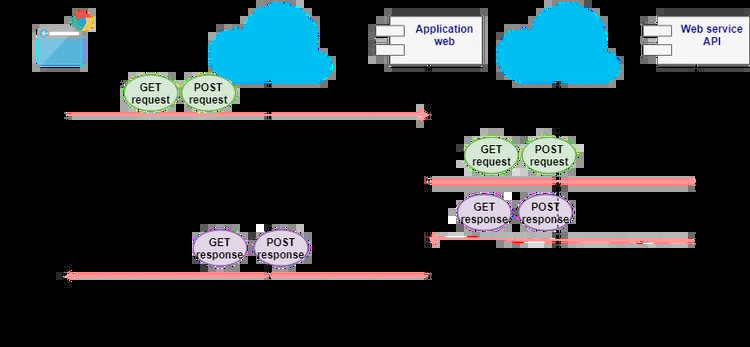 Application
web
Web service
API
GET
request
POST
request
GET
request
POST
request
GET
response
POST
response
GET
response
POST
response